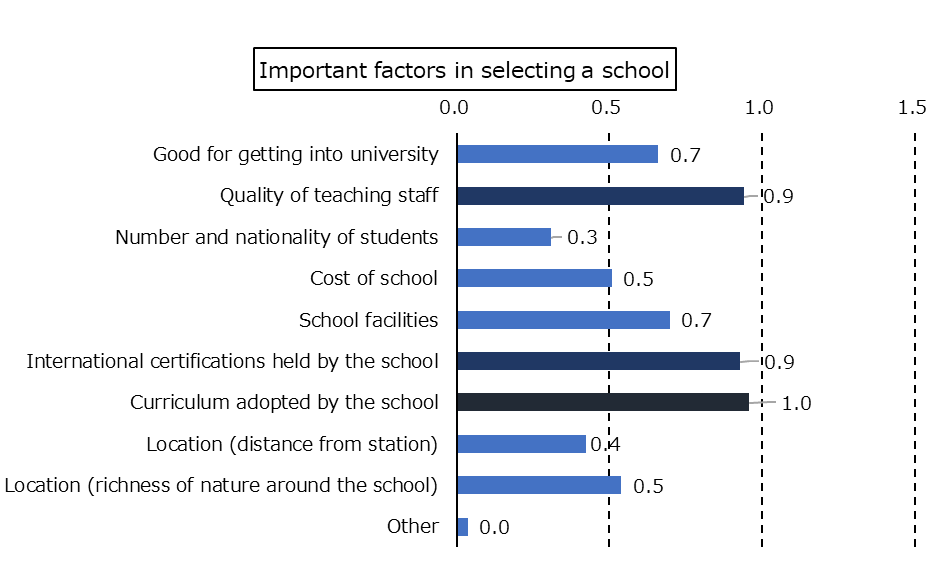 Important factors in selecting a school
0.0 0.5 1.0 1.5
Good for getting into university 0.7
Quality of teaching staff 0.9
Number and nationality of students 0.3
Cost of school 0.5
School facilities 0.7
International certifications held by the school 0.9
Curriculum adopted by the school 1.0
Location (distance from station) 0.4
Location (richness of nature around the school) 0.5
Other 0.0